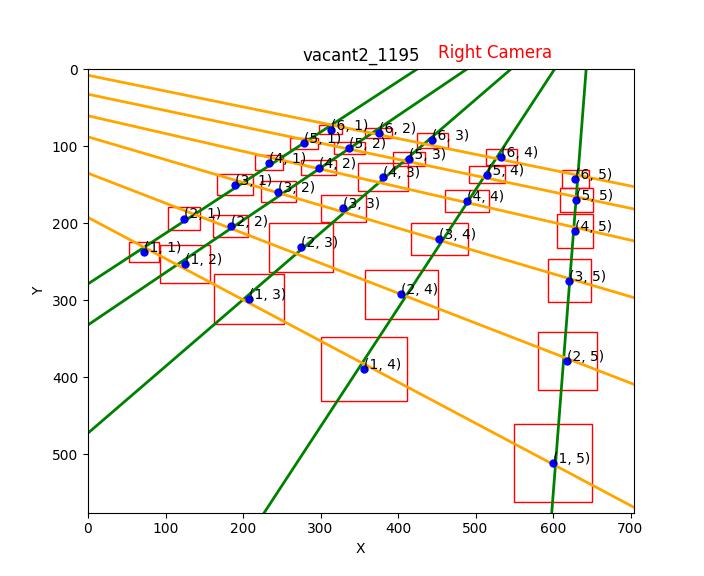 vacant2_1195 Right Camera
0
100
200
300
400
500
Y
(6, 1) (6, 2) (6, 3)
(5, 1) (5, 2) (5, 3) (6, 4)
(4, 1) (4, 2) (4, 3) (5, 4) (6, 5)
(3, 1) (3, 2) (3, 3) (4, 4) (5, 5)
(2, 1) (2, 2) (2, 3) (3, 4) (4, 5)
(1, 1) (1, 2) (1, 3) (2, 4) (3, 5)
(1, 4) (2, 5)
(1, 5)
0 100 200 300 400 500 600 700
X